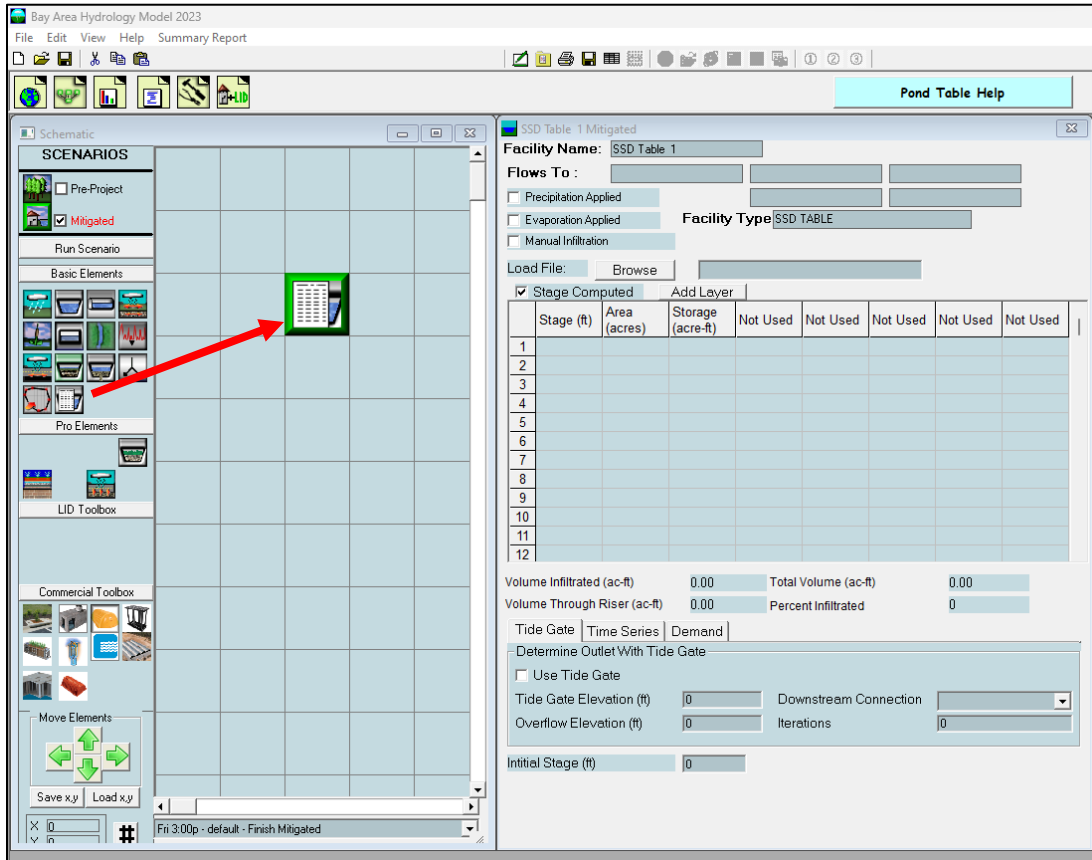 Bay Area Hydrology Model 2023
File Edit View Help Summary Report
Pond Table Help
+LID
Schematic
SCENARIOS
Pre-Project
Mitigated
Run Scenario
Basic Elements
Pro Elements
LID Toolbox
Commercial Toolbox
Move Elements
Save x,y Load x,y
X 0
Y 0
#
Fri 3:00p - default - Finish Mitigated
SSD Table 1 Mitigated
Facility Name: SSD Table 1
Flows To :
Precipitation Applied
Evaporation Applied Facility Type SSD TABLE
Manual Infiltration
Load File: Browse
Stage Computed Add Layer
Stage (ft) Area (acres) Storage (acre-ft) Not Used Not Used Not Used Not Used Not Used
1
2
3
4
5
6
7
8
9
10
11
12
Volume Infiltrated (ac-ft) 0.00 Total Volume (ac-ft) 0.00
Volume Through Riser (ac-ft) 0.00 Percent Infiltrated 0
Tide Gate Time Series Demand
Determine Outlet With Tide Gate
Use Tide Gate
Tide Gate Elevation (ft) 0 Downstream Connection
Overflow Elevation (ft) 0 Iterations 0
Intitial Stage (ft) 0